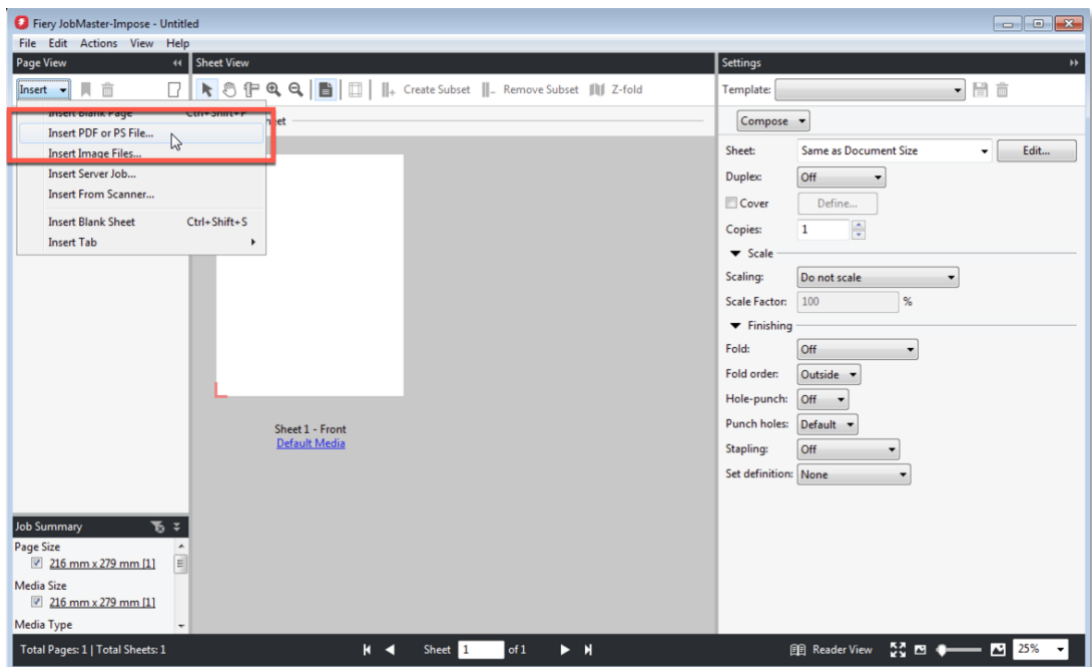 Fiery JobMaster-Impose - Untitled
File Edit Actions View Help
Page View
Sheet View
Settings
Insert
Create Subset
Remove Subset
Z-fold
Template:
Insert Blank Page Ctrl+Shift+P
Insert PDF or PS File...
Insert Image Files...
Insert Server Job...
Insert From Scanner...
Insert Blank Sheet Ctrl+Shift+S
Insert Tab
Compose
Sheet: Same as Document Size Edit...
Duplex: Off
Cover Define...
Copies: 1
Scale
Scaling: Do not scale
Scale Factor: 100 %
Finishing
Fold: Off
Fold order: Outside
Hole-punch: Off
Punch holes: Default
Stapling: Off
Set definition: None
Sheet 1 - Front
Default Media
Job Summary
Page Size
216 mm x 279 mm [1]
Media Size
216 mm x 279 mm [1]
Media Type
Total Pages: 1 | Total Sheets: 1
Sheet 1 of 1
Reader View
25%